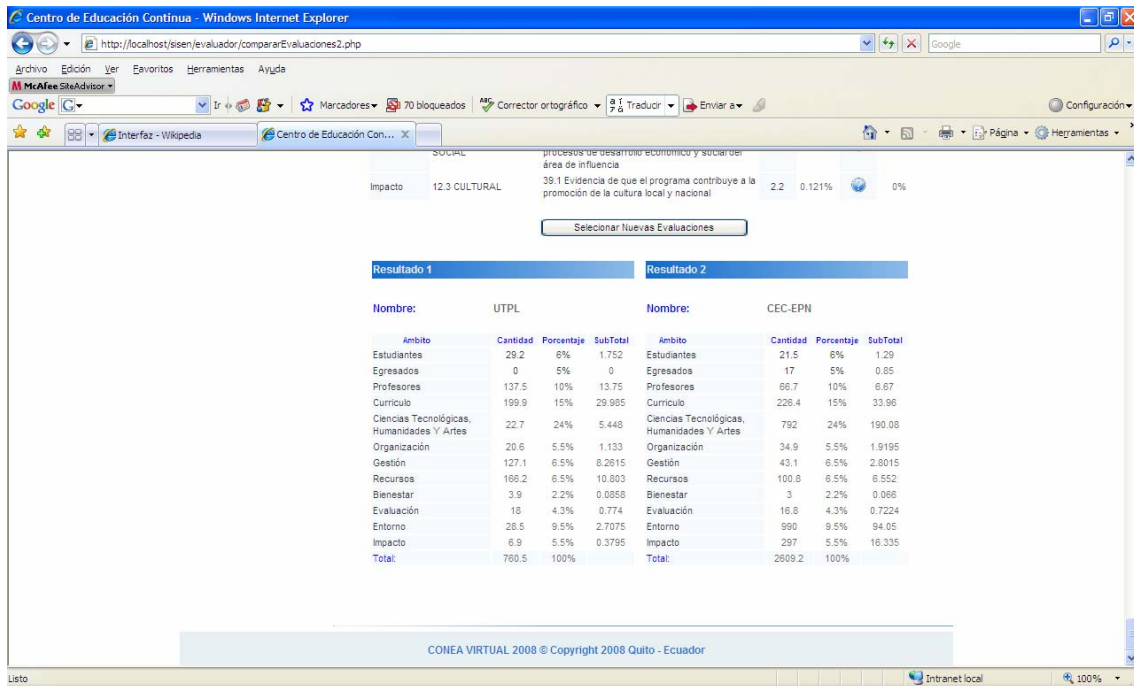 Centro de Educación Continua - Windows Internet Explorer
http://localhost/sisen/evaluador/compararEvaluaciones2.php
Google
Archivo Edición Ver Favoritos Herramientas Ayuda
McAfee SiteAdvisor
Google G Ir Marcadores 70 bloqueados Corrector ortográfico Traducir Enviar a Configuración
Interfaz - Wikipedia Centro de Educación Con... X Página Herramientas
SOCIAL procesos de desarrollo económico y social del
área de influencia
Impacto 12.3 CULTURAL 39.1 Evidencia de que el programa contribuye a la
promoción de la cultura local y nacional 2.2 0.121% 0%
Selecionar Nuevas Evaluaciones
Resultado 1 Resultado 2
Nombre: UTPL Nombre: CEC-EPN
Ambito Cantidad Porcentaje SubTotal Ambito Cantidad Porcentaje SubTotal
Estudiantes 29.2 6% 1.752 Estudiantes 21.5 6% 1.29
Egresados 0 5% 0 Egresados 17 5% 0.85
Profesores 137.5 10% 13.75 Profesores 66.7 10% 6.67
Curriculo 199.9 15% 29.985 Curriculo 226.4 15% 33.96
Ciencias Tecnológicas,
Humanidades Y Artes 22.7 24% 5.448 Ciencias Tecnológicas,
Humanidades Y Artes 792 24% 190.08
Organización 20.6 5.5% 1.133 Organización 34.9 5.5% 1.9195
Gestión 127.1 6.5% 8.2615 Gestión 43.1 6.5% 2.8015
Recursos 166.2 6.5% 10.803 Recursos 100.8 6.5% 6.552
Bienestar 3.9 2.2% 0.0858 Bienestar 3 2.2% 0.066
Evaluación 18 4.3% 0.774 Evaluación 16.8 4.3% 0.7224
Entorno 28.5 9.5% 2.7075 Entorno 990 9.5% 94.05
Impacto 6.9 5.5% 0.3795 Impacto 297 5.5% 16.335
Total: 760.5 100% Total: 2609.2 100%
CONEA VIRTUAL 2008 © Copyright 2008 Quito - Ecuador
Listo Intranet local 100%